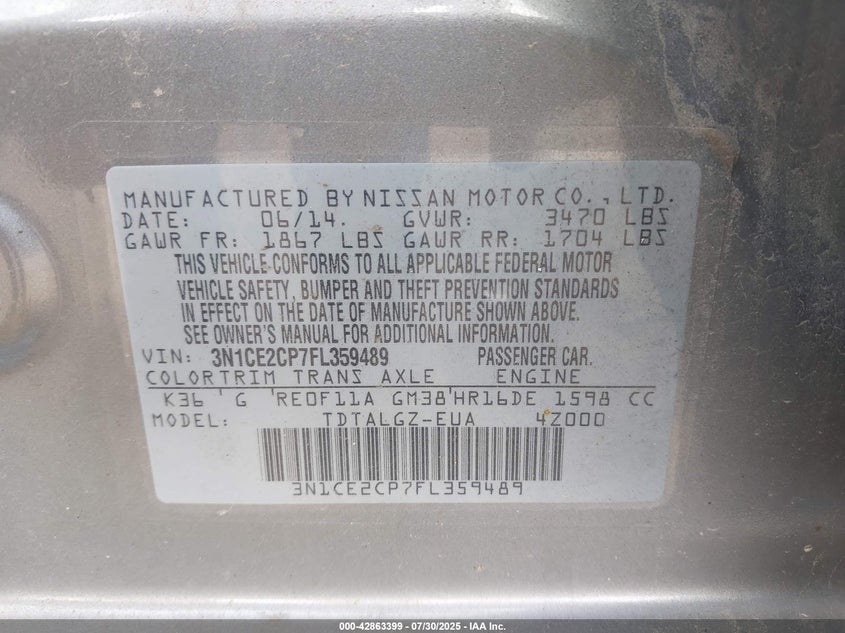 MANUFACTURED BY NISSAN MOTOR CO., LTD.
DATE: 06/14. GVWR: 3470 LBS
GAWR FR: 1867 LBS GAWR RR: 1704 LBS
THIS VEHICLE CONFORMS TO ALL APPLICABLE FEDERAL MOTOR
VEHICLE SAFETY, BUMPER AND THEFT PREVENTION STANDARDS
IN EFFECT ON THE DATE OF MANUFACTURE SHOWN ABOVE.
SEE OWNER'S MANUAL FOR ADDITIONAL INFORMATION.
VIN: 3N1CE2CP7FL359489 PASSENGER CAR.
COLORTRIM TRANS AXLE ENGINE
K36 'G 'RE0F11A GM38'HR16DE 1598 CC
MODEL: TDTALGZ-EUA 4Z000
3N1CE2CP7FL359489
000-42863399 - 07/30/2025 - IAA Inc.